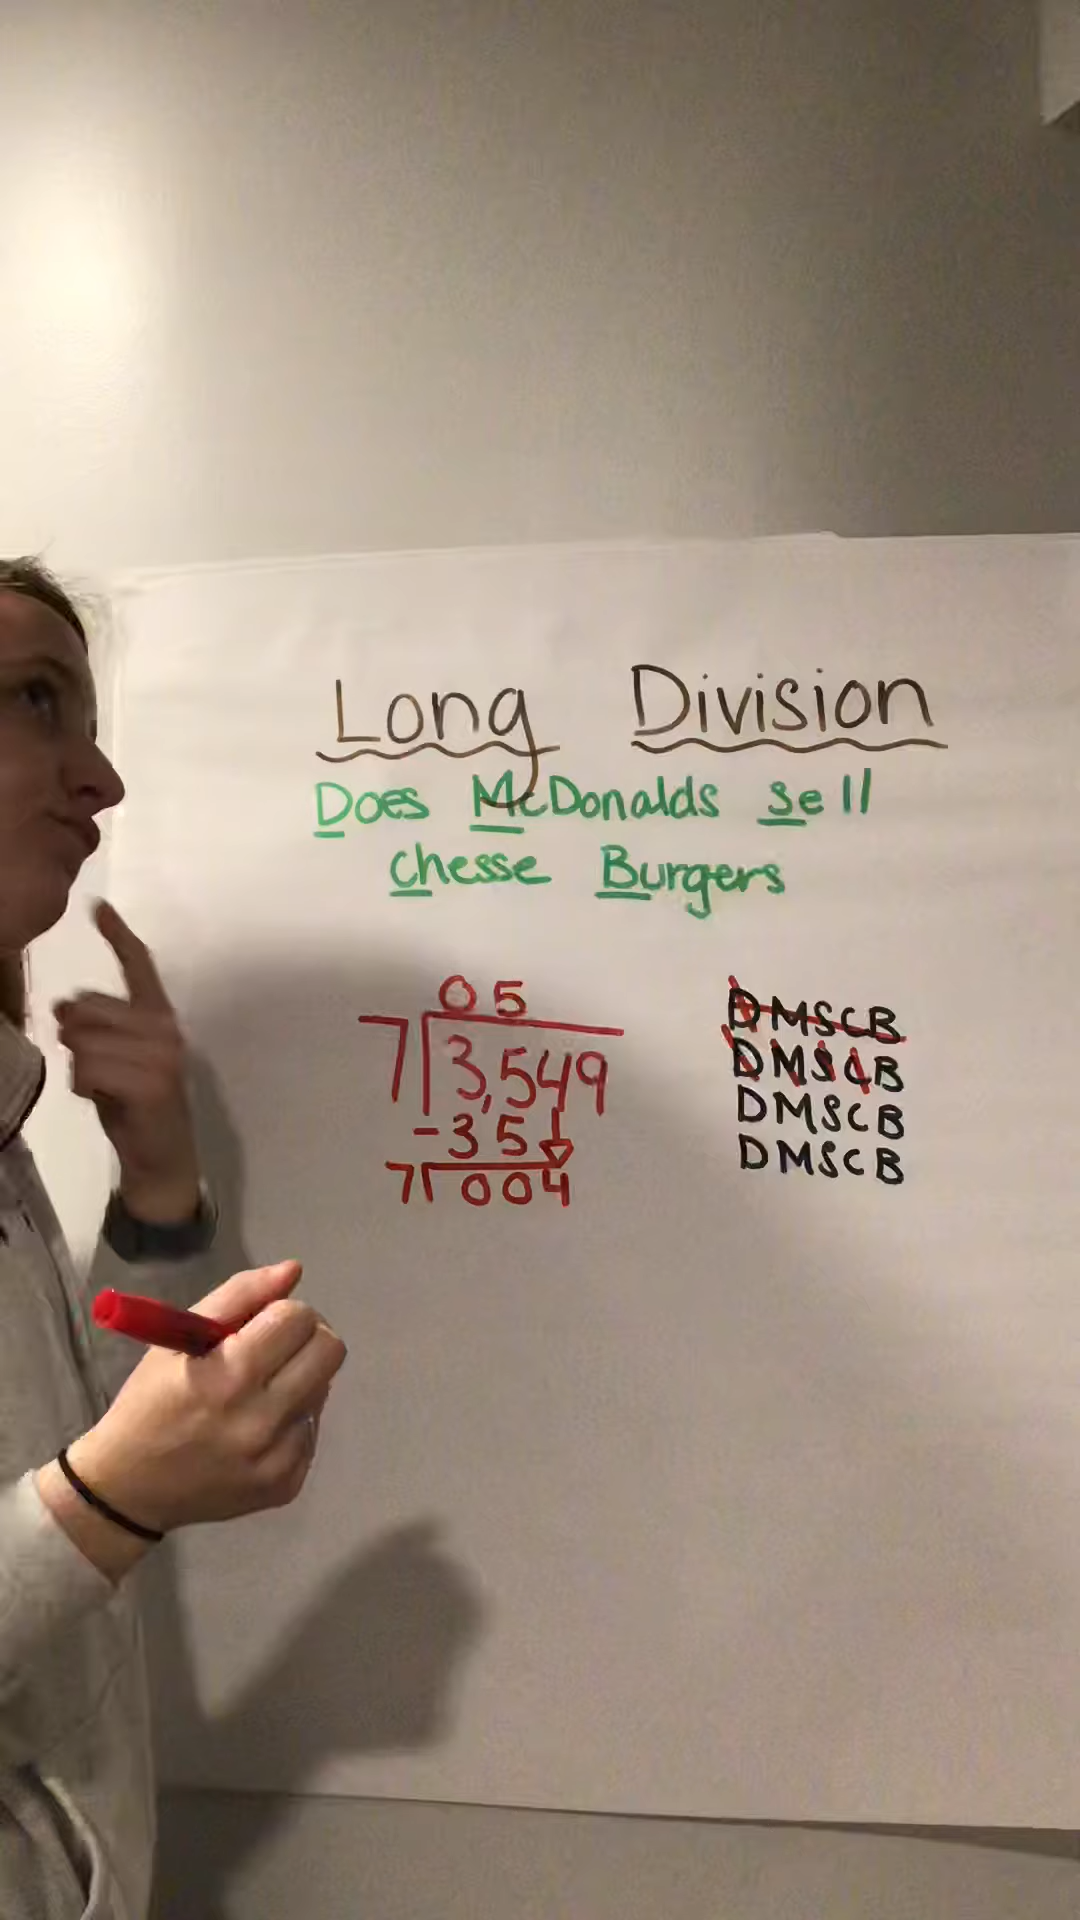 Long Division
Does McDonalds sell
chesse Burgers
05
7 3,549
-35
7 004
DMSCB
DMSCB
DMSCB
DMSCB